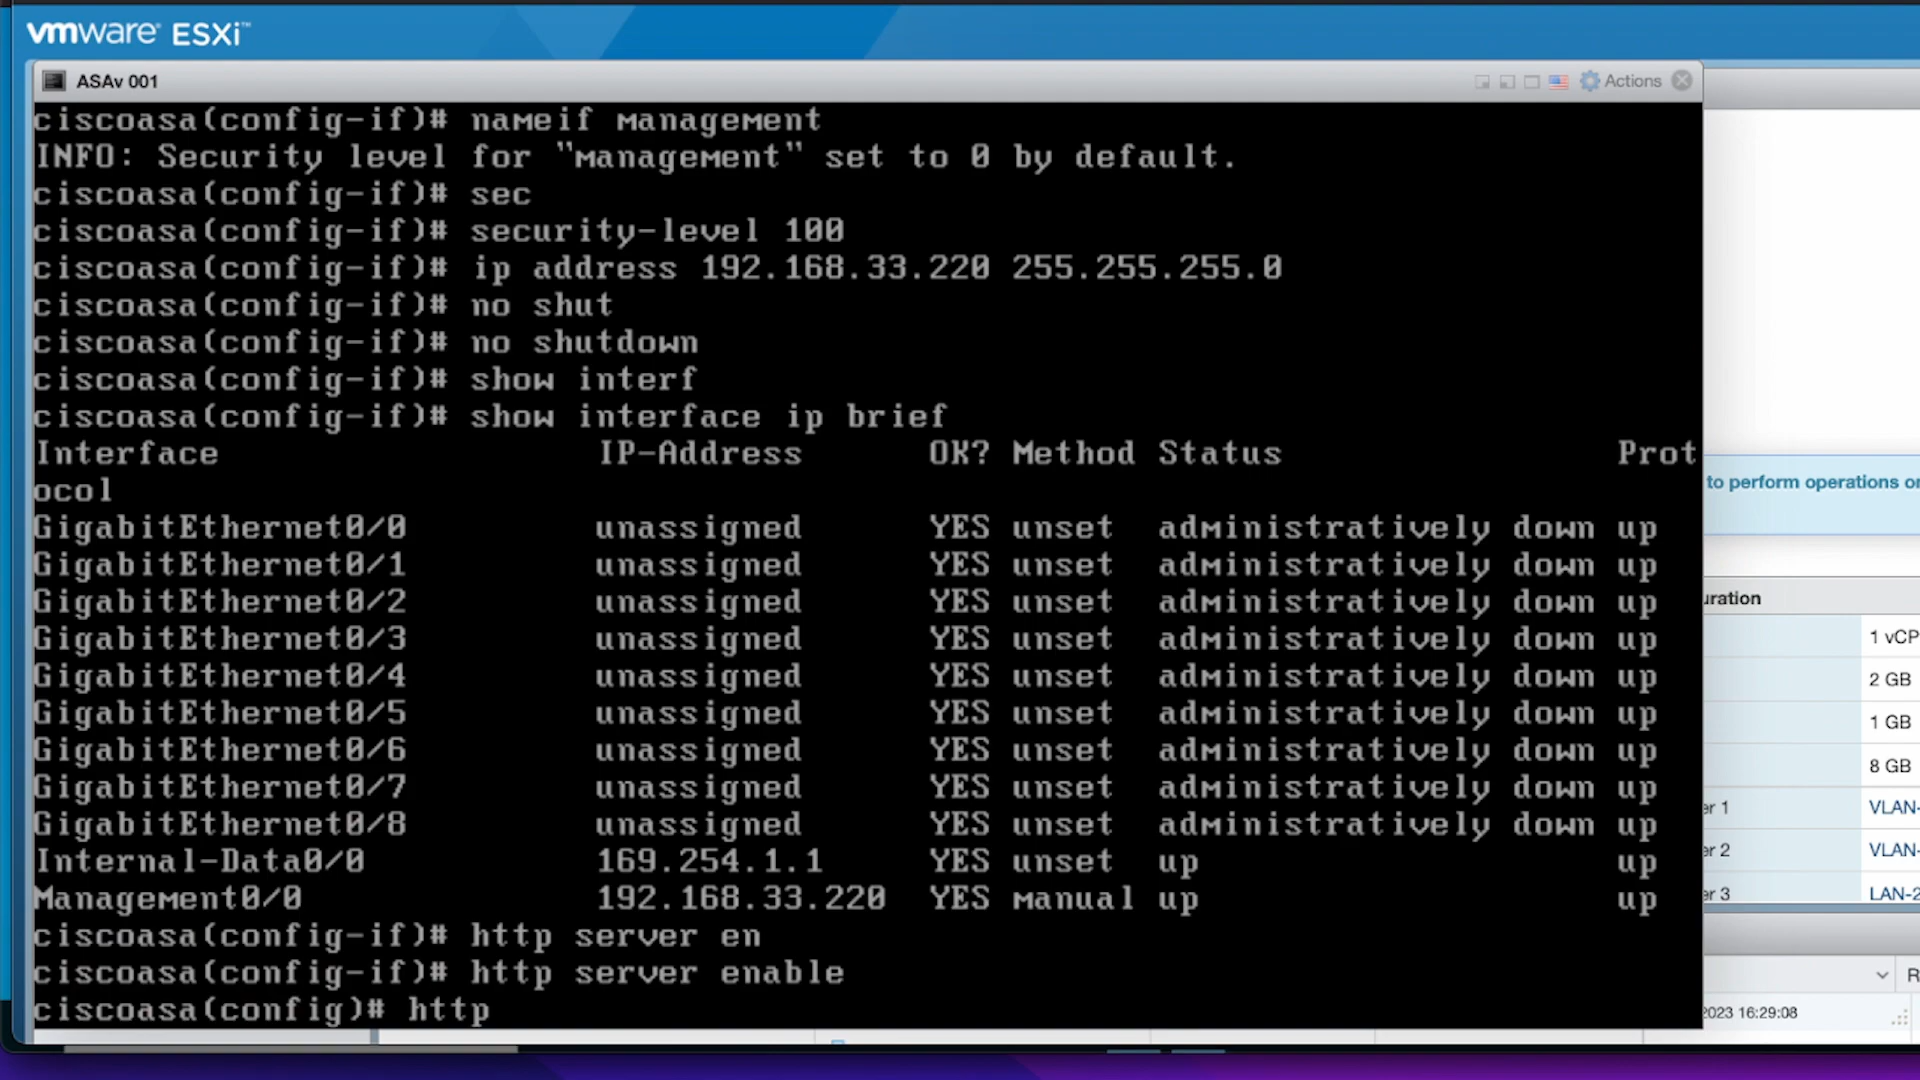 vmware ESXi™
ASAv 001
Actions
ciscoasa(config-if)# nameif management
INFO: Security level for "management" set to 0 by default.
ciscoasa(config-if)# sec
ciscoasa(config-if)# security-level 100
ciscoasa(config-if)# ip address 192.168.33.220 255.255.255.0
ciscoasa(config-if)# no shut
ciscoasa(config-if)# no shutdown
ciscoasa(config-if)# show interf
ciscoasa(config-if)# show interface ip brief
Interface IP-Address OK? Method Status Prot
ocol
GigabitEthernet0/0 unassigned YES unset administratively down up
GigabitEthernet0/1 unassigned YES unset administratively down up
GigabitEthernet0/2 unassigned YES unset administratively down up
GigabitEthernet0/3 unassigned YES unset administratively down up
GigabitEthernet0/4 unassigned YES unset administratively down up
GigabitEthernet0/5 unassigned YES unset administratively down up
GigabitEthernet0/6 unassigned YES unset administratively down up
GigabitEthernet0/7 unassigned YES unset administratively down up
GigabitEthernet0/8 unassigned YES unset administratively down up
Internal-Data0/0 169.254.1.1 YES unset up up
Management0/0 192.168.33.220 YES manual up up
ciscoasa(config-if)# http server en
ciscoasa(config-if)# http server enable
ciscoasa(config)# http
to perform operations o
uration
1 vCP
2 GB
1 GB
8 GB
er 1 VLAN-
er 2 VLAN-
er 3 LAN-2
R
2023 16:29:08